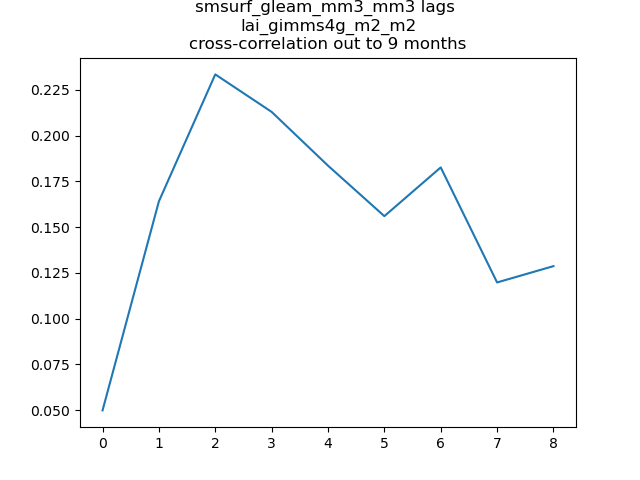 smsurf_gleam_mm3_mm3 lags
lai_gimms4g_m2_m2
cross-correlation out to 9 months
0.225
0.200
0.175
0.150
0.125
0.100
0.075
0.050
0 1 2 3 4 5 6 7 8